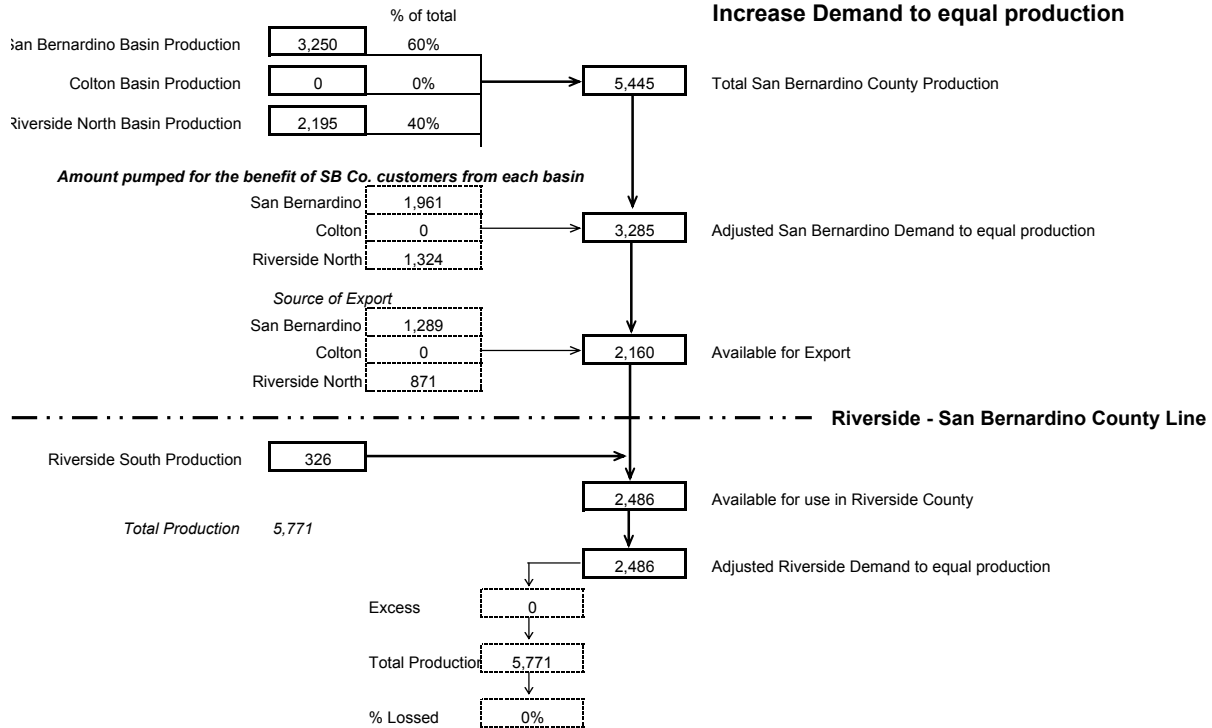 Increase Demand to equal production
% of total
San Bernardino Basin Production 3,250 60%
Colton Basin Production 0 0% 5,445 Total San Bernardino County Production
Riverside North Basin Production 2,195 40%
Amount pumped for the benefit of SB Co. customers from each basin
San Bernardino 1,961
Colton 0 3,285 Adjusted San Bernardino Demand to equal production
Riverside North 1,324
Source of Export
San Bernardino 1,289
Colton 0 2,160 Available for Export
Riverside North 871
Riverside - San Bernardino County Line
Riverside South Production 326
2,486 Available for use in Riverside County
Total Production 5,771
2,486 Adjusted Riverside Demand to equal production
Excess 0
Total Production 5,771
% Lossed 0%